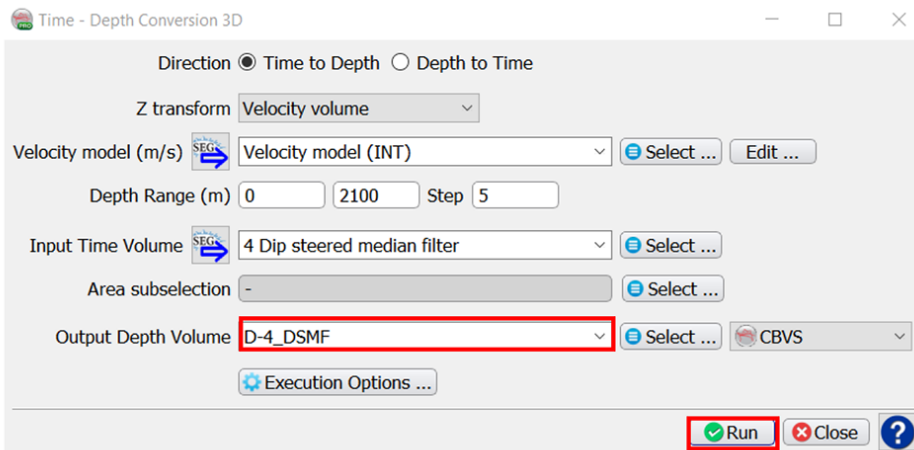 Time - Depth Conversion 3D
Direction Time to Depth Depth to Time
Z transform Velocity volume
Velocity model (m/s) SEG Velocity model (INT) Select ... Edit ...
Depth Range (m) 0 2100 Step 5
Input Time Volume SEG 4 Dip steered median filter Select ...
Area subselection - Select ...
Output Depth Volume D-4_DSMF Select ... CBVS
Execution Options ...
Run Close ?